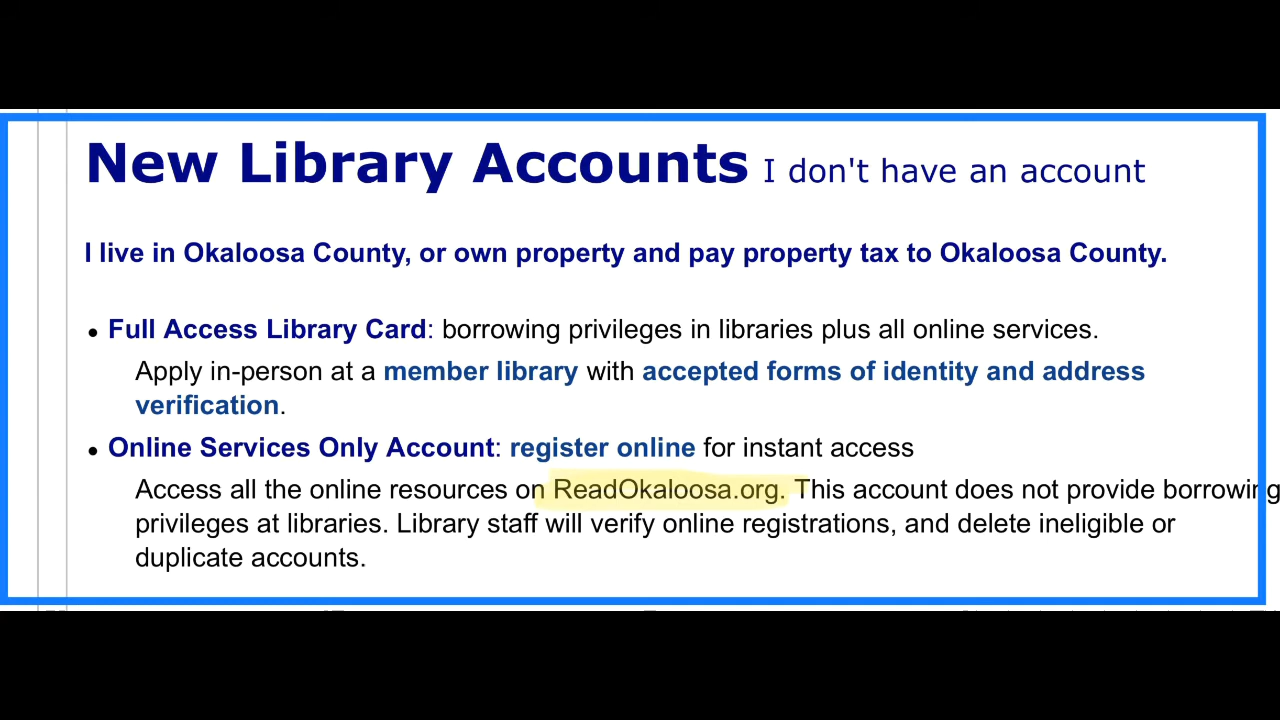 New Library Accounts I don't have an account
I live in Okaloosa County, or own property and pay property tax to Okaloosa County.
• Full Access Library Card: borrowing privileges in libraries plus all online services.
Apply in-person at a member library with accepted forms of identity and address
verification.
• Online Services Only Account: register online for instant access
Access all the online resources on ReadOkaloosa.org. This account does not provide borrowing
privileges at libraries. Library staff will verify online registrations, and delete ineligible or
duplicate accounts.